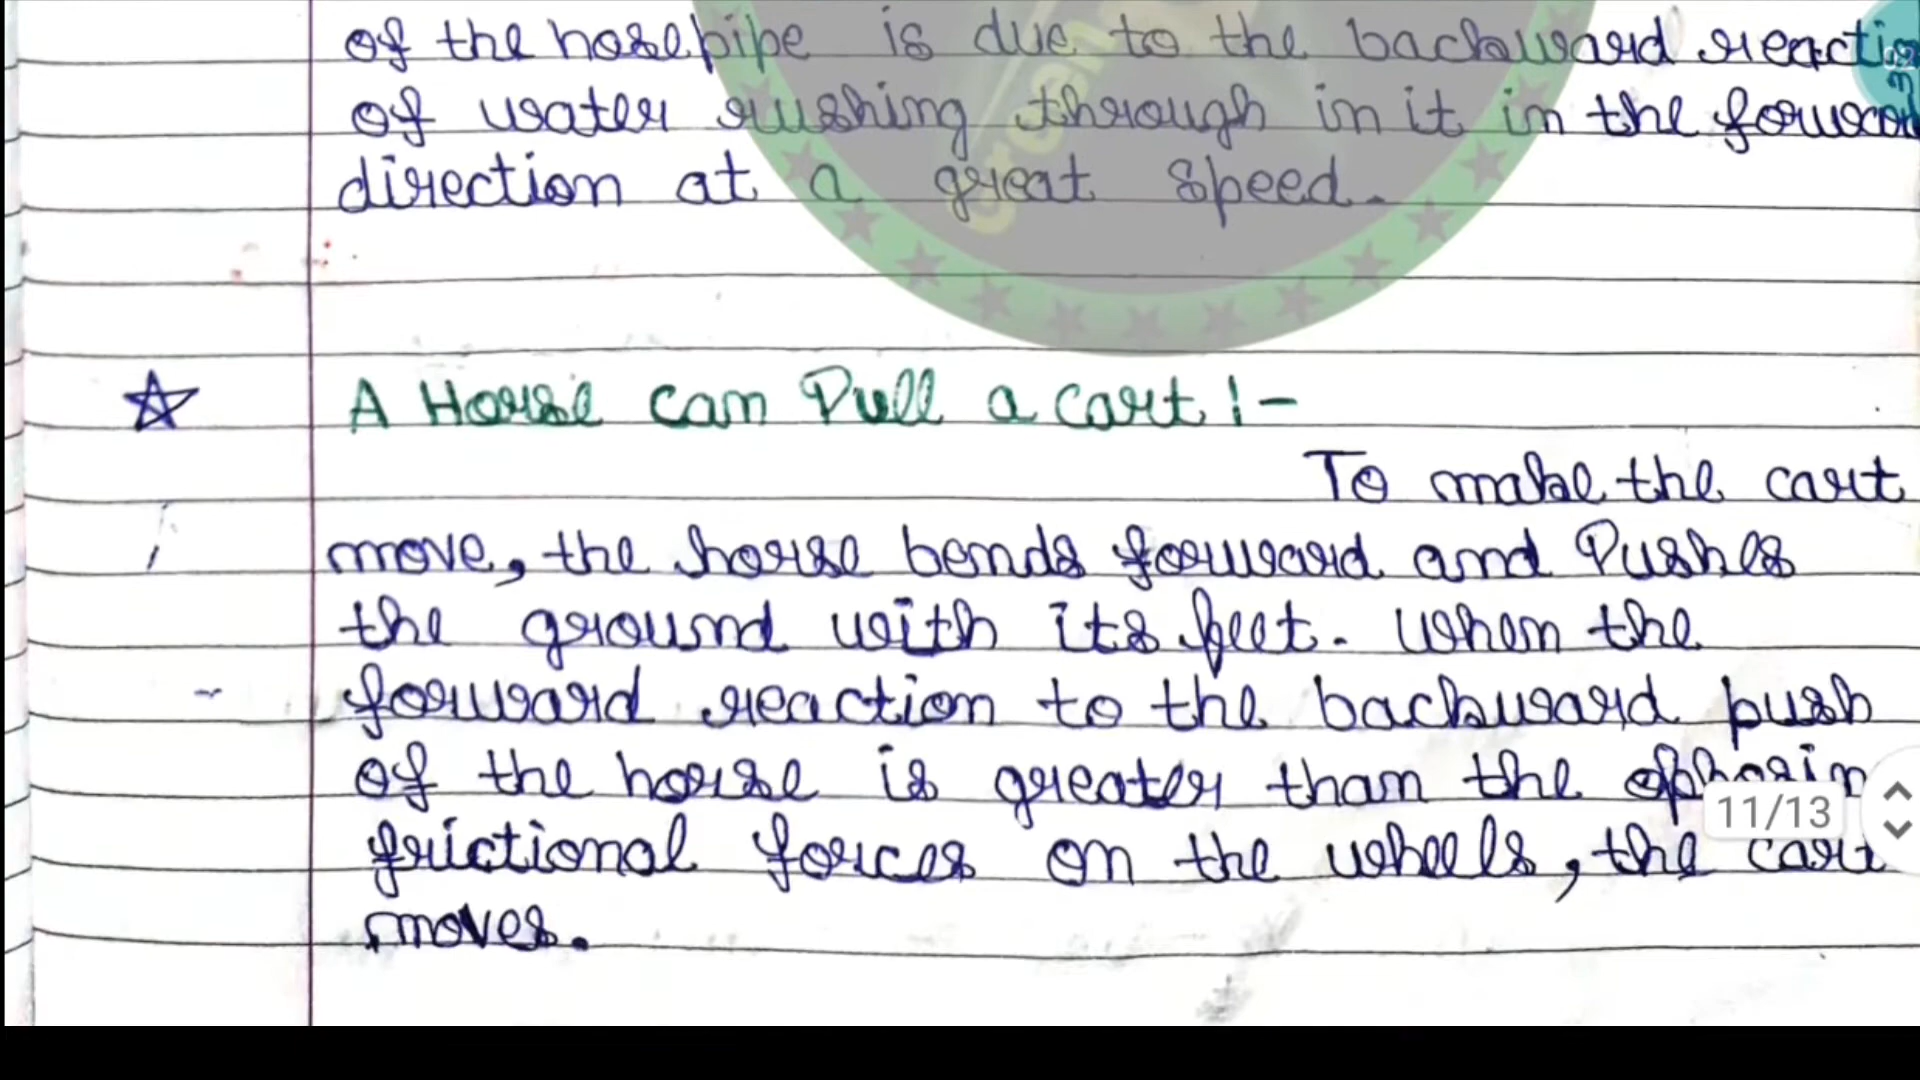 of the hosepipe is due to the backward reactio
of water rushing through in it in the forward
direction at a great speed.
☆ A Horse can Pull a cart :-
To make the cart
move, the horse bends forward and Pushes
the ground with its feet. When the
forward reaction to the backward push
of the horse is greater than the opposin
frictional forces on the wheels, the cart
moves.
11/13